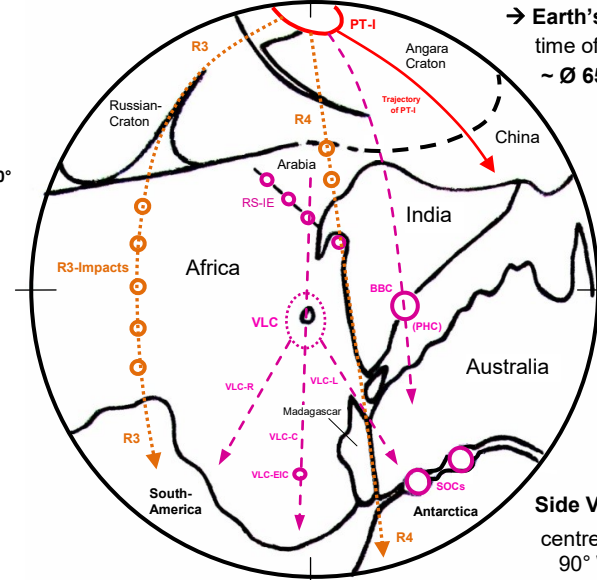 → Earth's
time of
~ Ø 65
PT-I
R3
Angara
Craton
Trajectory
of PT-I
Russian-
Craton
R4
China
Arabia
0°
RS-IE
India
Africa
R3-Impacts
BBC
(PHC)
VLC
Australia
VLC-R
VLC-L
Madagascar
VLC-C
R3
VLC-EIC
SOCs
South-
America
Antarctica
Side V
centre
90°
R4